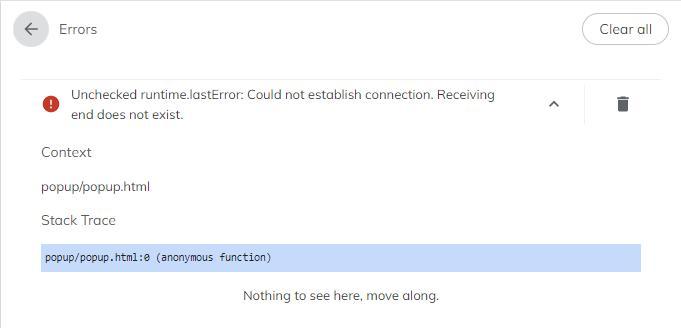 Errors
Clear all
Unchecked runtime.lastError: Could not establish connection. Receiving
end does not exist.
Context
popup/popup.html
Stack Trace
popup/popup.html:0 (anonymous function)
Nothing to see here, move along.